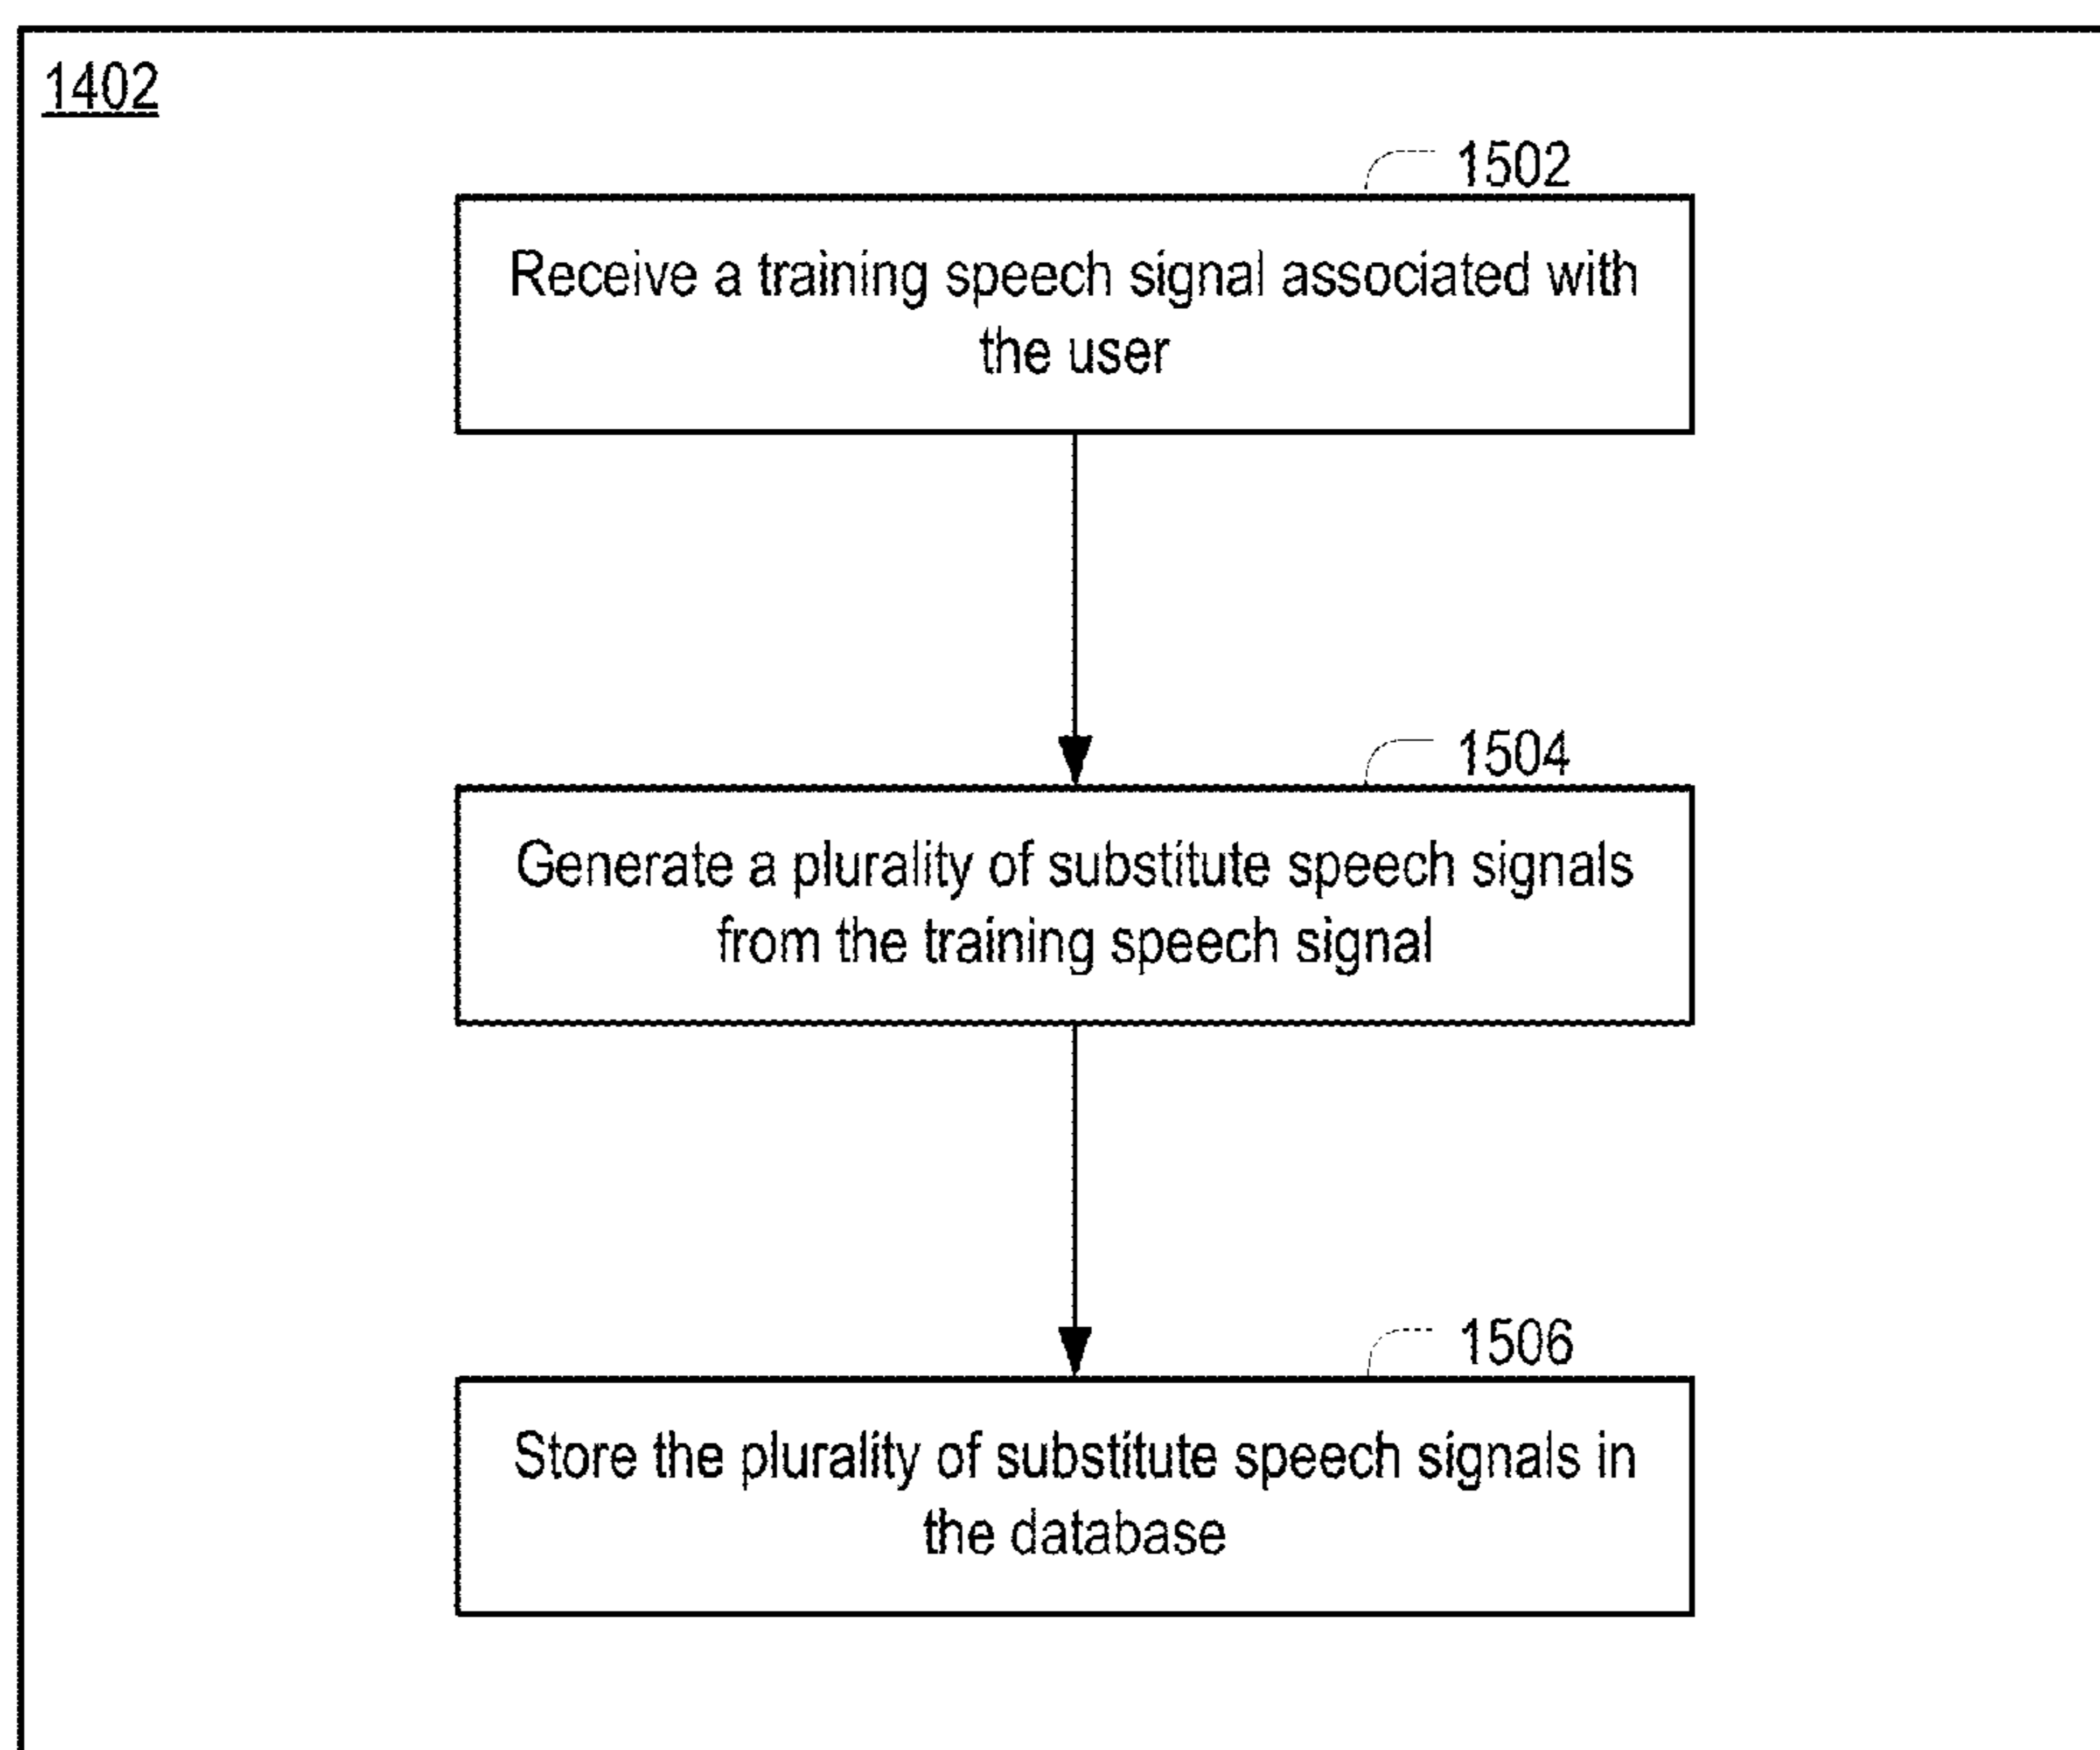 1402
1502
Receive a training speech signal associated with
the user
1504
Generate a plurality of substitute speech signals
from the training speech signal
1506
Store the plurality of substitute speech signals in
the database